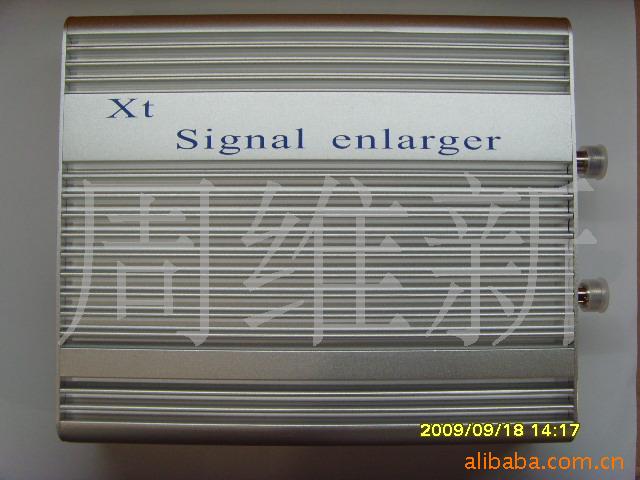 Xt
Signal enlarger
周维新
2009/09/18 14:17
alibaba.com.cn